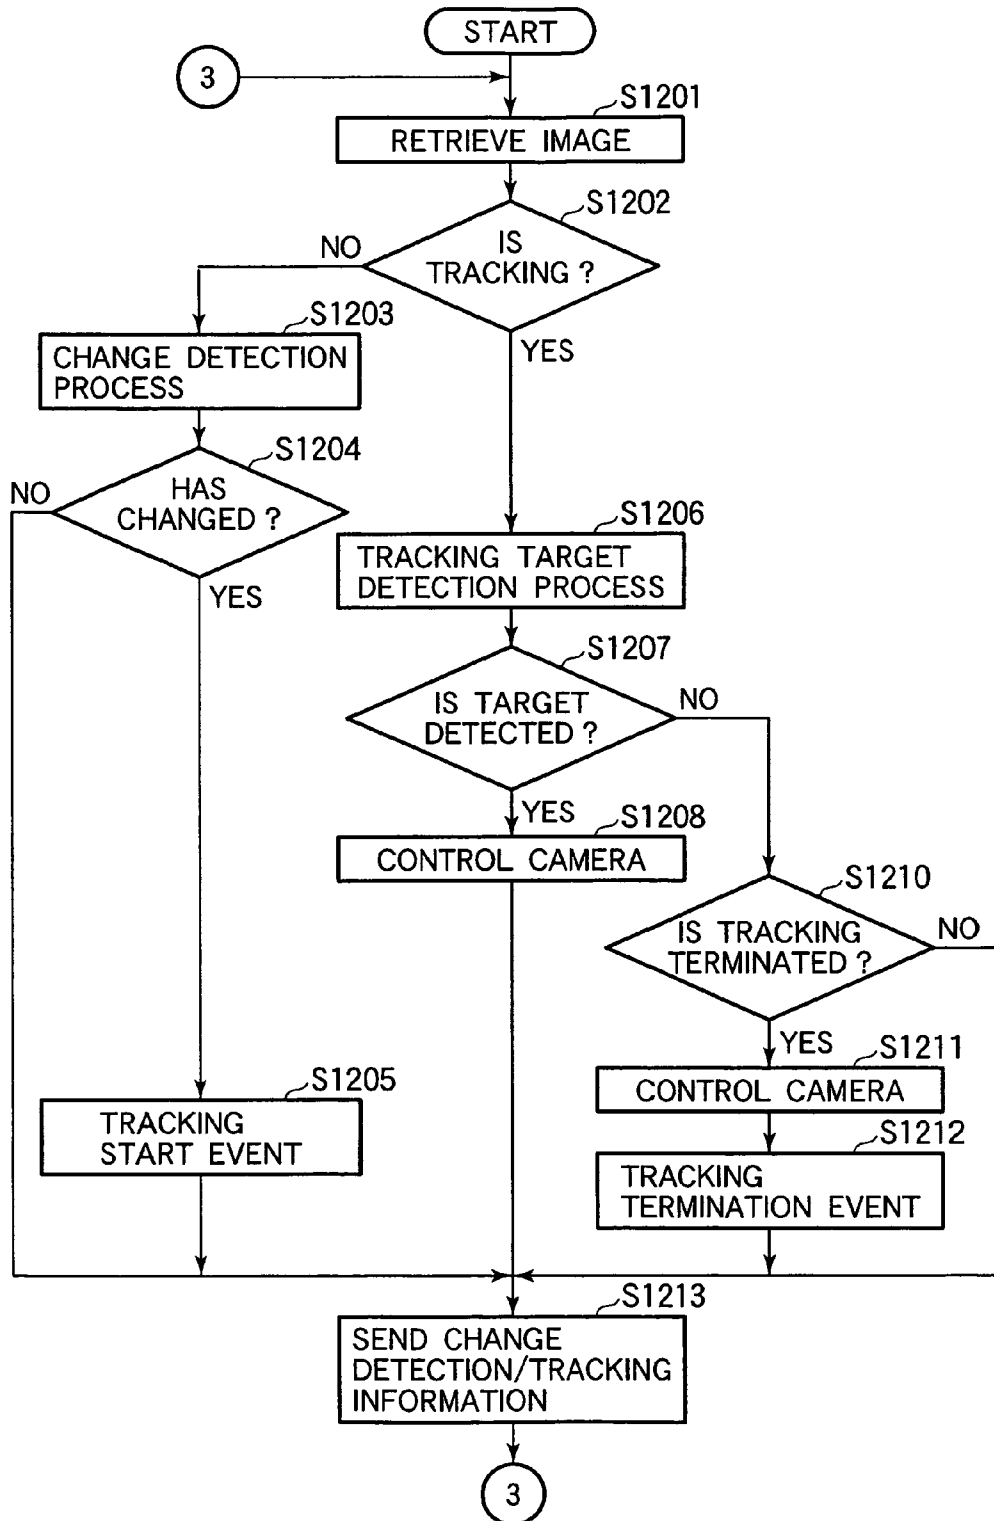 START
3
S1201
RETRIEVE IMAGE
S1202
IS
TRACKING ?
NO
YES
S1203
CHANGE DETECTION
PROCESS
S1204
HAS
CHANGED ?
NO
YES
S1206
TRACKING TARGET
DETECTION PROCESS
S1207
IS TARGET
DETECTED ?
NO
YES
S1208
CONTROL CAMERA
S1210
IS TRACKING
TERMINATED ?
NO
YES
S1211
CONTROL CAMERA
S1205
TRACKING
START EVENT
S1212
TRACKING
TERMINATION EVENT
S1213
SEND CHANGE
DETECTION/TRACKING
INFORMATION
3